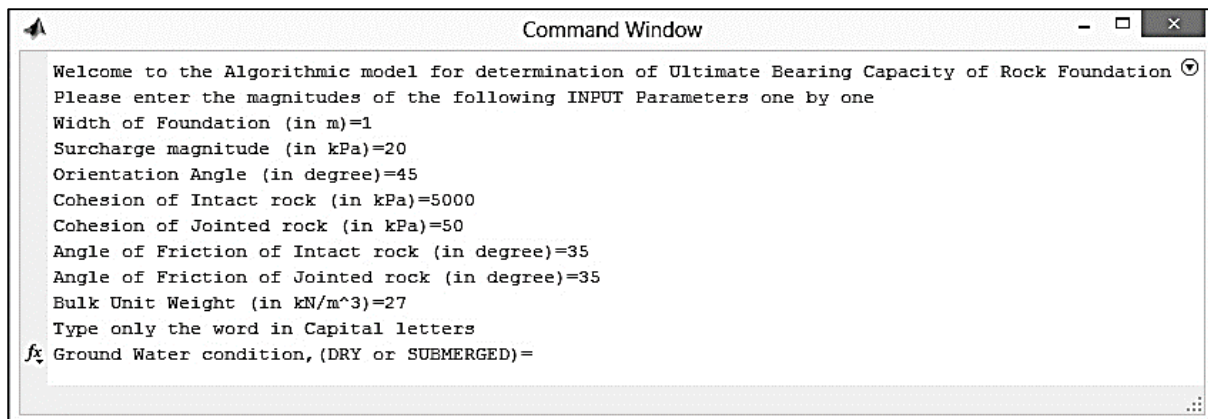 Command Window
Welcome to the Algorithmic model for determination of Ultimate Bearing Capacity of Rock Foundation
Please enter the magnitudes of the following INPUT Parameters one by one
Width of Foundation (in m)=1
Surcharge magnitude (in kPa)=20
Orientation Angle (in degree)=45
Cohesion of Intact rock (in kPa)=5000
Cohesion of Jointed rock (in kPa)=50
Angle of Friction of Intact rock (in degree)=35
Angle of Friction of Jointed rock (in degree)=35
Bulk Unit Weight (in kN/m^3)=27
Type only the word in Capital letters
fx Ground Water condition,(DRY or SUBMERGED)=